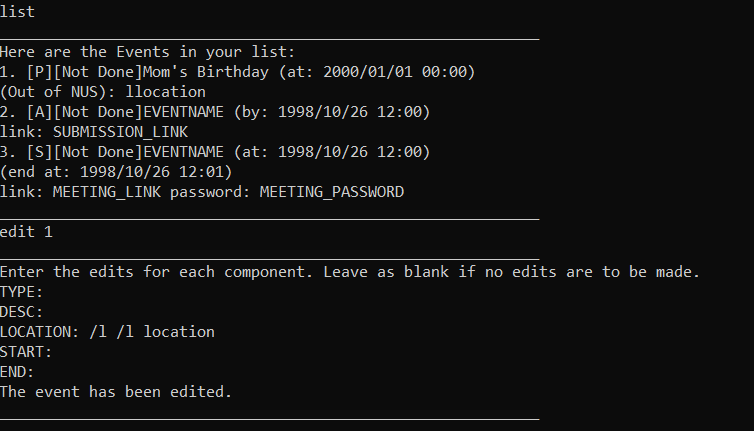 list
____________________________________________________________
Here are the Events in your list:
1. [P][Not Done]Mom's Birthday (at: 2000/01/01 00:00)
(Out of NUS): llocation
2. [A][Not Done]EVENTNAME (by: 1998/10/26 12:00)
link: SUBMISSION_LINK
3. [S][Not Done]EVENTNAME (at: 1998/10/26 12:00)
(end at: 1998/10/26 12:01)
link: MEETING_LINK password: MEETING_PASSWORD
____________________________________________________________
edit 1
____________________________________________________________
Enter the edits for each component. Leave as blank if no edits are to be made.
TYPE:
DESC:
LOCATION: /l /l location
START:
END:
The event has been edited.
____________________________________________________________